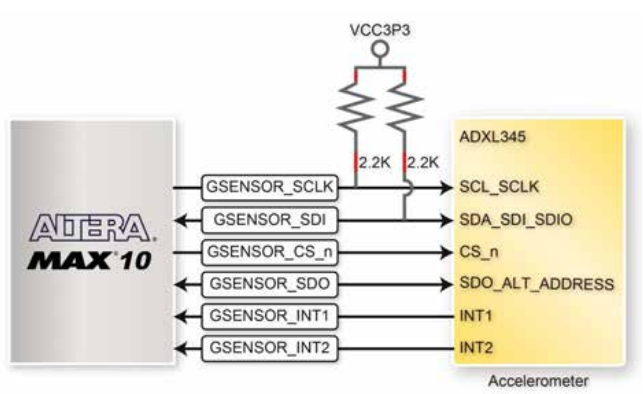 VCC3P3
ADXL345
2.2K 2.2K
GSENSOR_SCLK SCL_SCLK
GSENSOR_SDI SDA_SDI_SDIO
ALTERA.
MAX 10
GSENSOR_CS_n CS_n
GSENSOR_SDO SDO_ALT_ADDRESS
GSENSOR_INT1 INT1
GSENSOR_INT2 INT2
Accelerometer